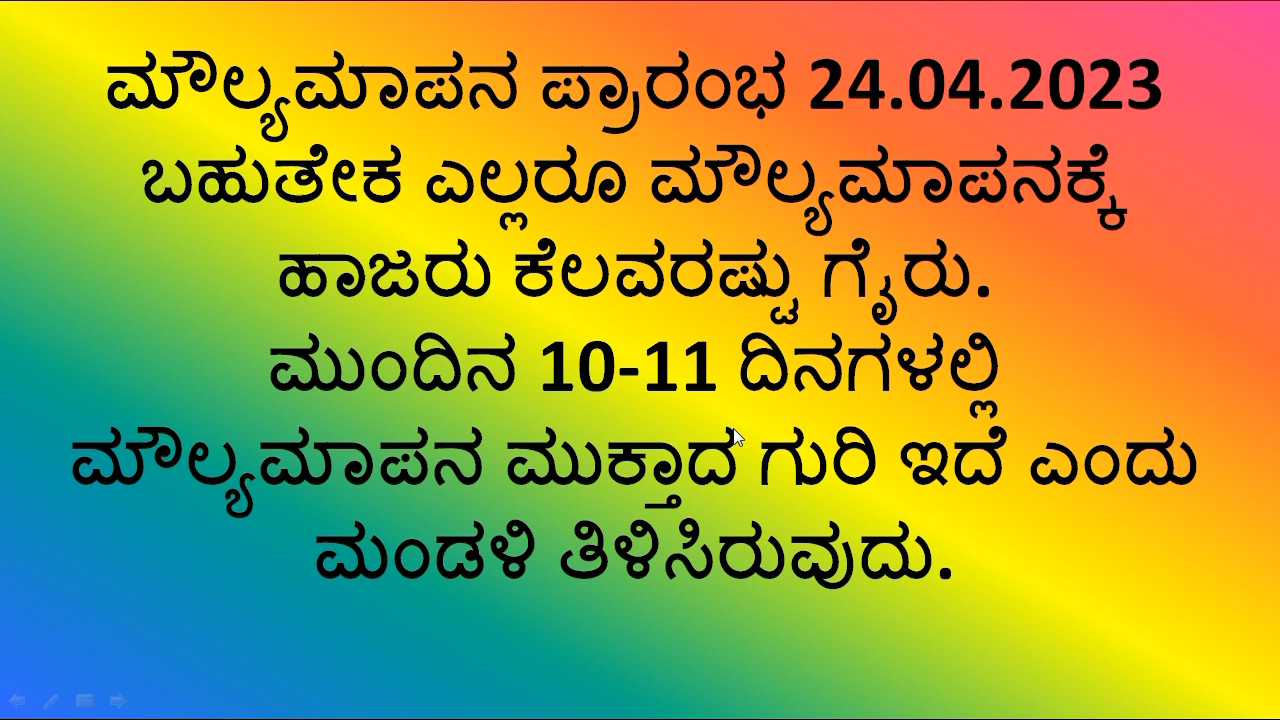 ಮೌಲ್ಯಮಾಪನ ಪ್ರಾರಂಭ 24.04.2023
ಬಹುತೇಕ ಎಲ್ಲರೂ ಮೌಲ್ಯಮಾಪನಕ್ಕೆ
ಹಾಜರು ಕೆಲವರಷ್ಟು ಗೈರು.
ಮುಂದಿನ 10-11 ದಿನಗಳಲ್ಲಿ
ಮೌಲ್ಯಮಾಪನ ಮುಕ್ತಾದ ಗುರಿ ಇದೆ ಎಂದು
ಮಂಡಳಿ ತಿಳಿಸಿರುವುದು.